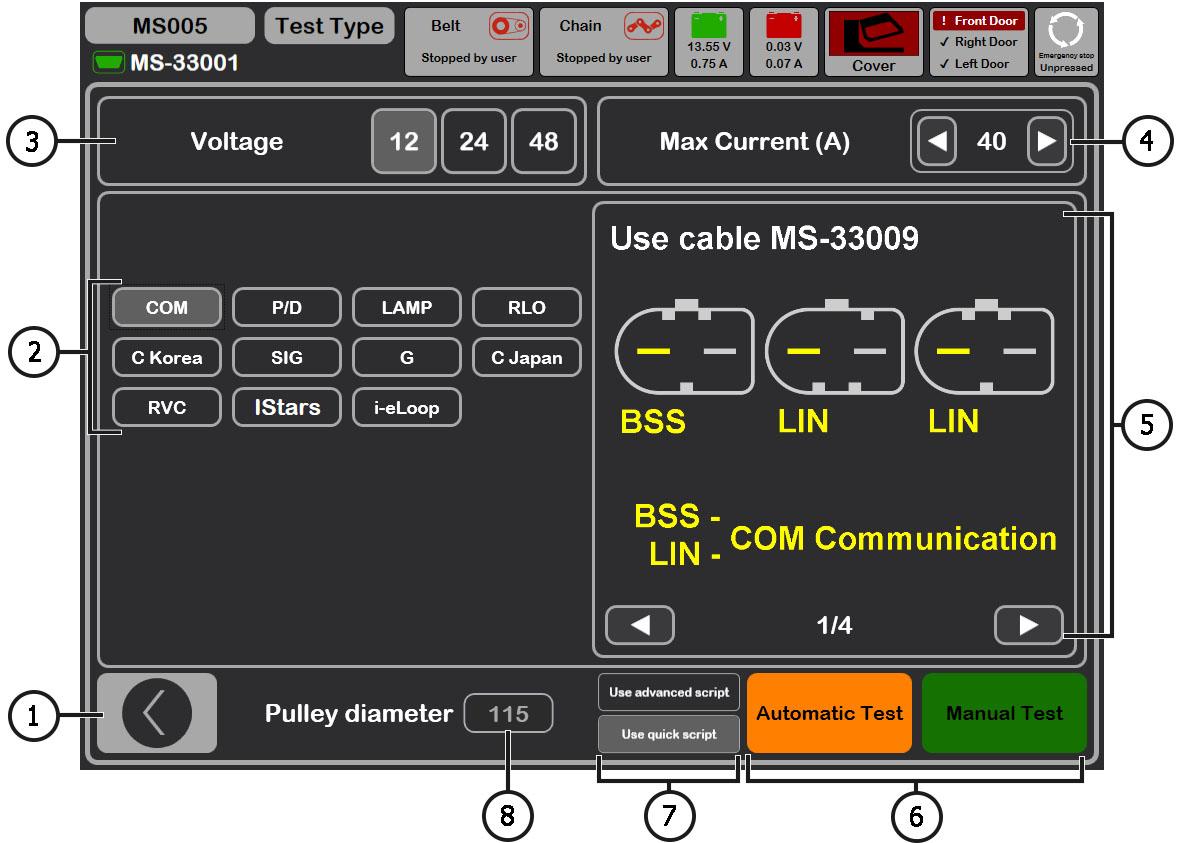 MS005
Test Type
MS-33001
Belt
Stopped by user
Chain
Stopped by user
13.55 V
0.75 A
0.03 V
0.07 A
Cover
! Front Door
✓ Right Door
✓ Left Door
Emergency stop
Unpressed
3
Voltage
12
24
48
Max Current (A)
40
4
2
COM
P/D
LAMP
RLO
C Korea
SIG
G
C Japan
RVC
IStars
i-eLoop
Use cable MS-33009
BSS
LIN
LIN
BSS -
LIN -
COM Communication
1/4
5
1
Pulley diameter
115
Use advanced script
Use quick script
Automatic Test
Manual Test
8
7
6